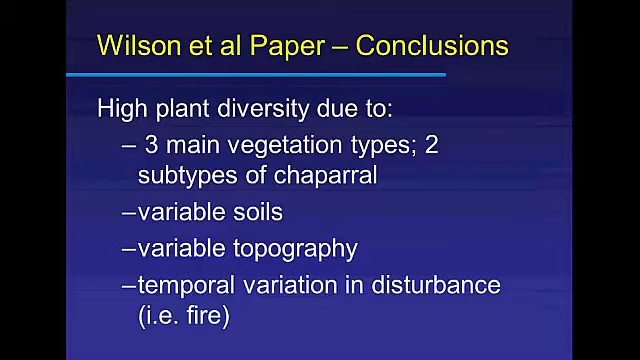 Wilson et al Paper – Conclusions
High plant diversity due to:
– 3 main vegetation types; 2
subtypes of chaparral
–variable soils
–variable topography
–temporal variation in disturbance
(i.e. fire)